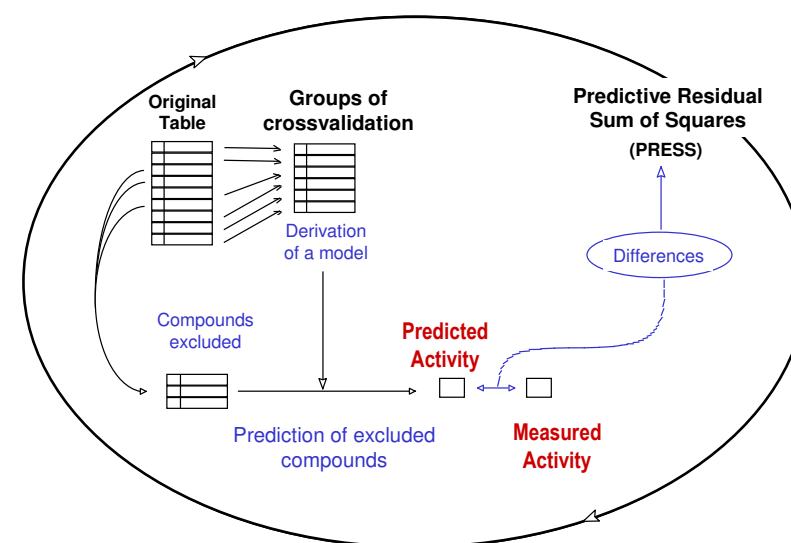 Original
Table
Groups of
crossvalidation
Predictive Residual
Sum of Squares
(PRESS)
Derivation
of a model
Differences
Compounds
excluded
Predicted
Activity
Prediction of excluded
compounds
Measured
Activity